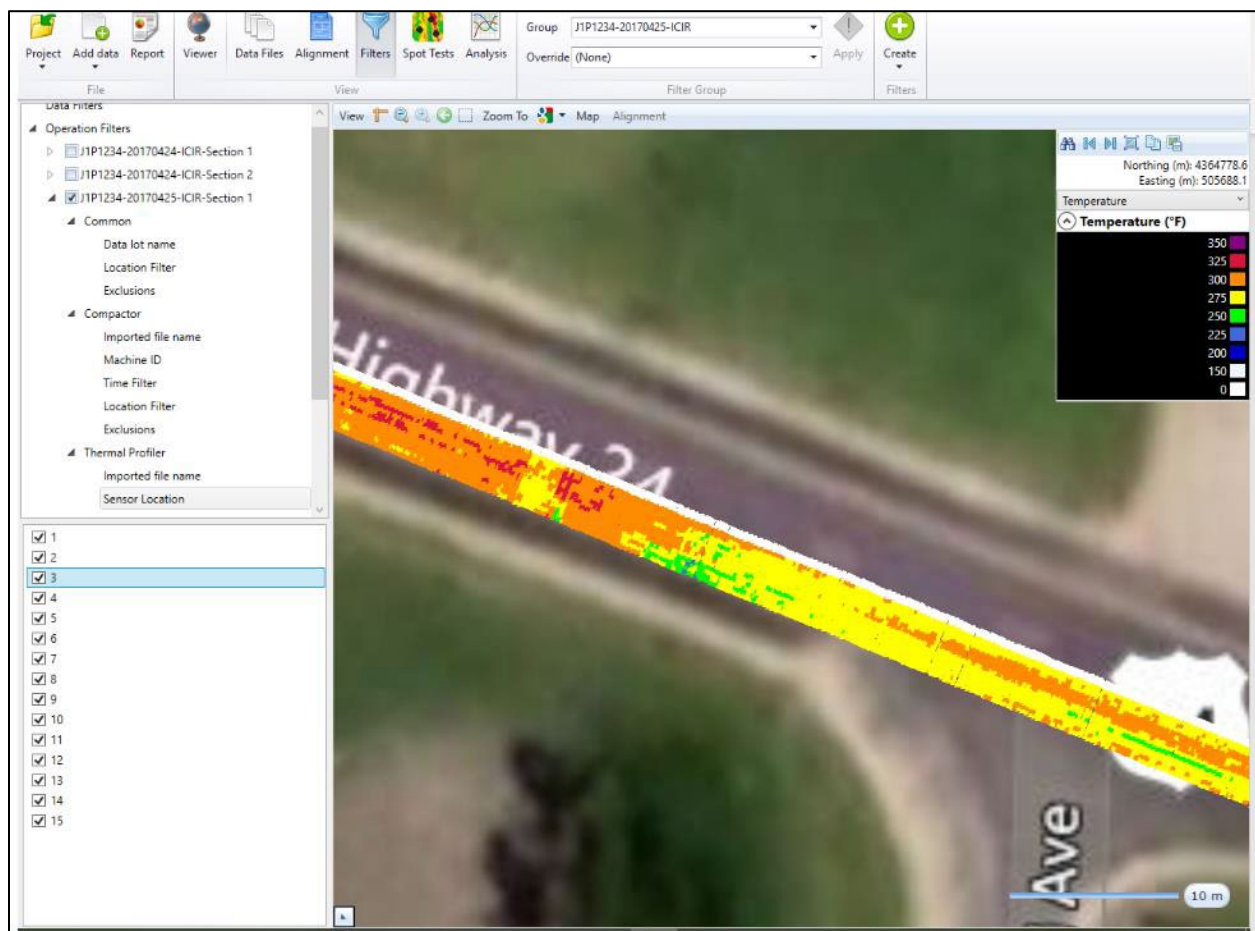 Project
Add data
Report
Viewer
Data Files
Alignment
Filters
Spot Tests
Analysis
Group J1P1234-20170425-ICIR
Override (None)
Apply
Create
File
View
Filter Group
Filters
Data Filters
Operation Filters
J1P1234-20170424-ICIR-Section 1
J1P1234-20170424-ICIR-Section 2
J1P1234-20170425-ICIR-Section 1
Common
Data lot name
Location Filter
Exclusions
Compactor
Imported file name
Machine ID
Time Filter
Location Filter
Exclusions
Thermal Profiler
Imported file name
Sensor Location
1
2
3
4
5
6
7
8
9
10
11
12
13
14
15
View Zoom To Map Alignment
Northing (m): 4364778.6
Easting (m): 505688.1
Temperature
Temperature (°F)
350
325
300
275
250
225
200
150
0
Highway 24
Ave
10 m